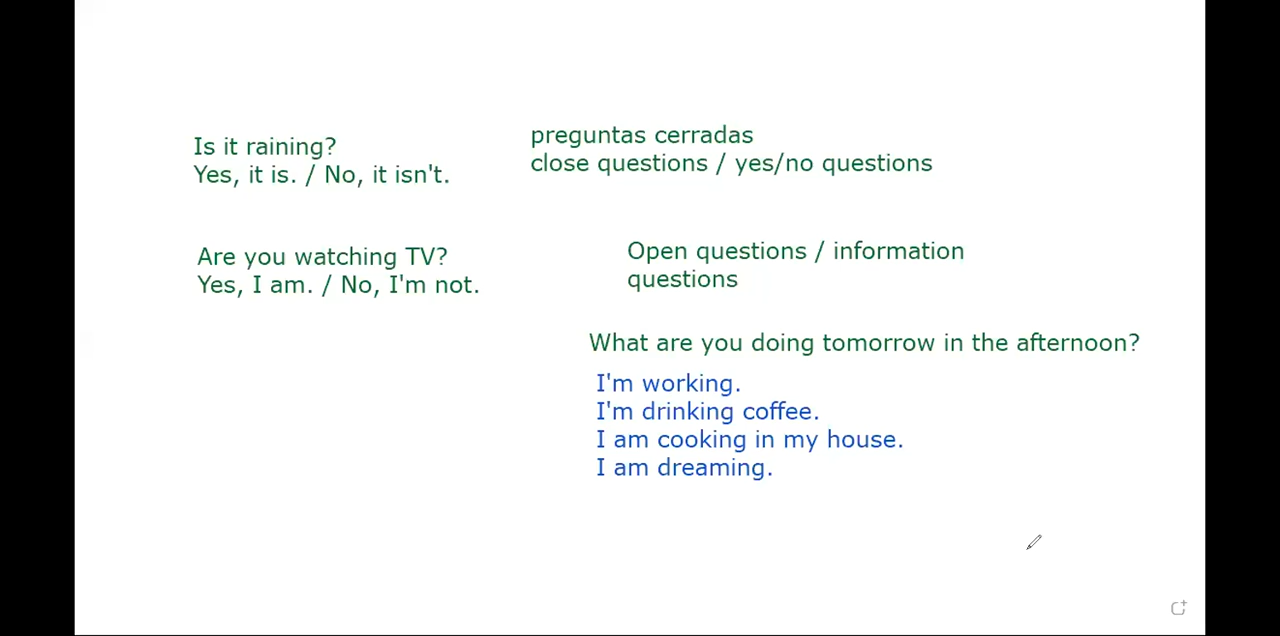 Is it raining?
Yes, it is. / No, it isn't.
preguntas cerradas
close questions / yes/no questions
Are you watching TV?
Yes, I am. / No, I'm not.
Open questions / information
questions
What are you doing tomorrow in the afternoon?
I'm working.
I'm drinking coffee.
I am cooking in my house.
I am dreaming.